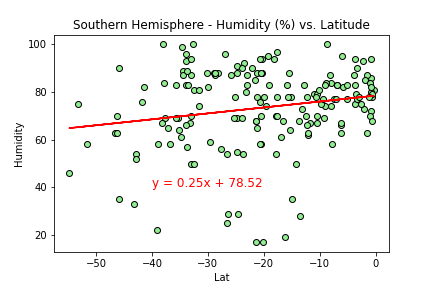 Southern Hemisphere - Humidity (%) vs. Latitude
100
80
60
40
20
Humidity
y = 0.25x + 78.52
−50 −40 −30 −20 −10 0
Lat